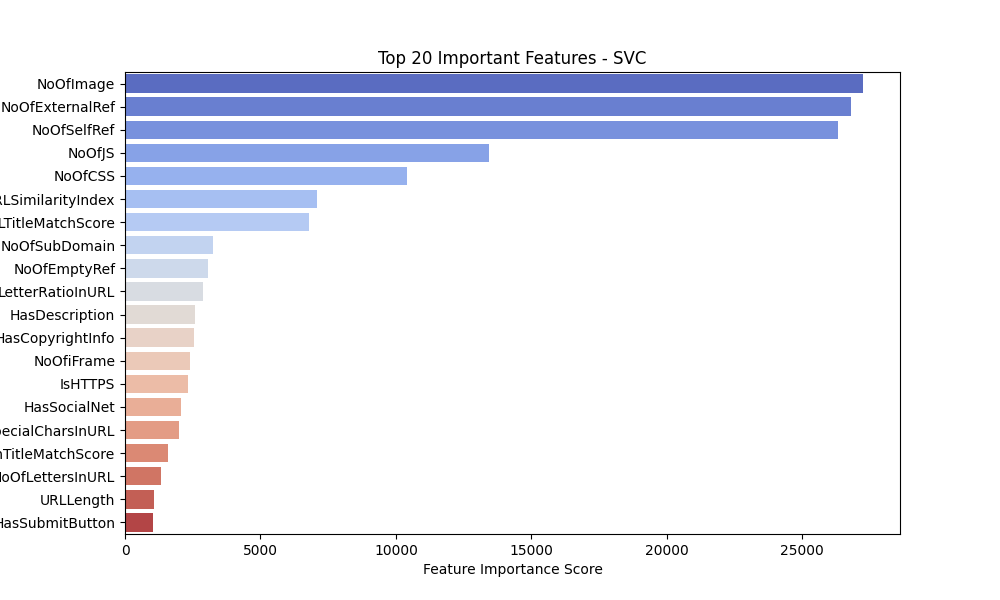 Top 20 Important Features - SVC
NoOfImage
NoOfExternalRef
NoOfSelfRef
NoOfJS
NoOfCSS
RLSimilarityIndex
LTitleMatchScore
NoOfSubDomain
NoOfEmptyRef
LetterRatioInURL
HasDescription
HasCopyrightInfo
NoOfiFrame
IsHTTPS
HasSocialNet
pecialCharsInURL
nTitleMatchScore
NoOfLettersInURL
URLLength
HasSubmitButton
0 5000 10000 15000 20000 25000
Feature Importance Score